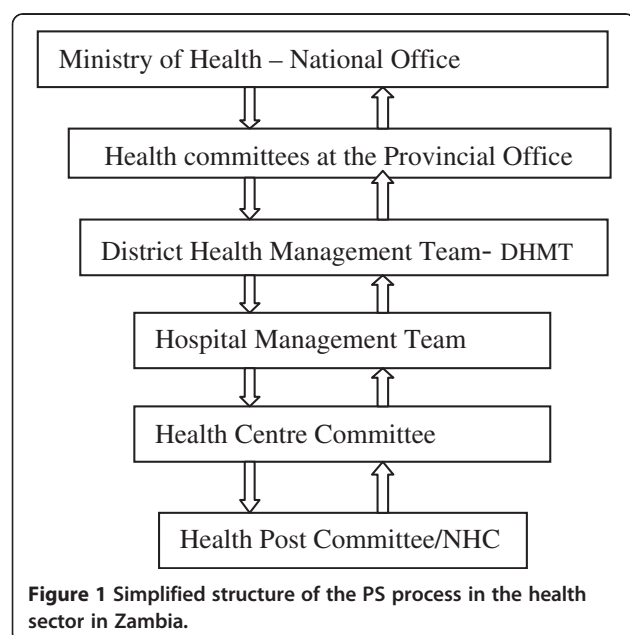 Ministry of Health – National Office
Health committees at the Provincial Office
District Health Management Team- DHMT
Hospital Management Team
Health Centre Committee
Health Post Committee/NHC
Figure 1 Simplified structure of the PS process in the health
sector in Zambia.